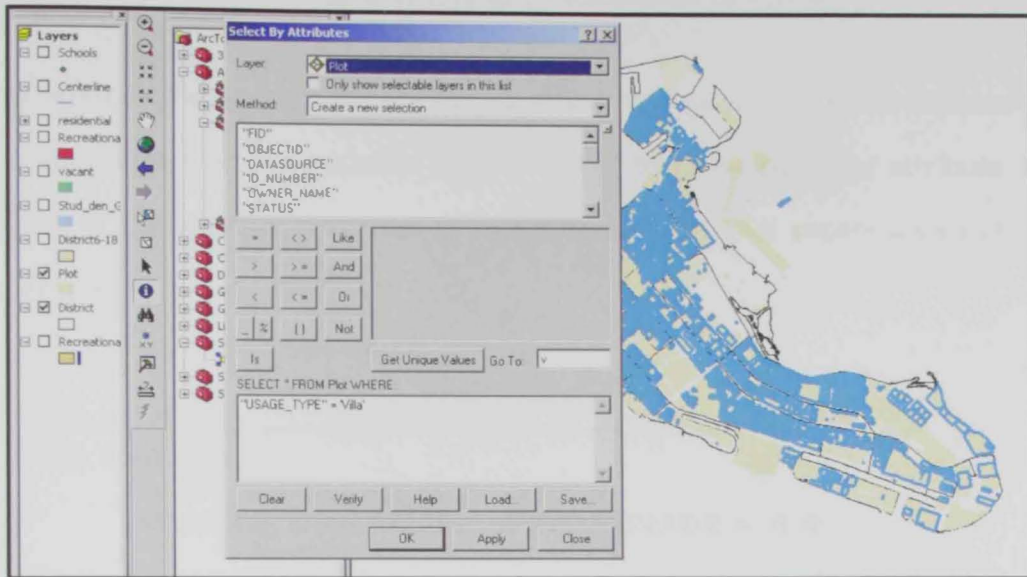 Layers
Schools
Centerline
residential
Recreationa
vacant
Stud_den_G
District6-18
Plot
District
Recreationa
ArcTo
3
A
C
C
D
G
G
Li
S
S
S
Select By Attributes
Layer:
Plot
Only show selectable layers in this list
Method:
Create a new selection
"FID"
"OBJECTID"
"DATASOURCE"
"ID_NUMBER"
"OWNER_NAME"
"STATUS"
= < > Like
> > = And
< < = Or
_ % ( ) Not
Is
Get Unique Values Go To: v
SELECT * FROM Plot WHERE:
"USAGE_TYPE" = 'Villa'
Clear Verify Help Load... Save...
OK Apply Close